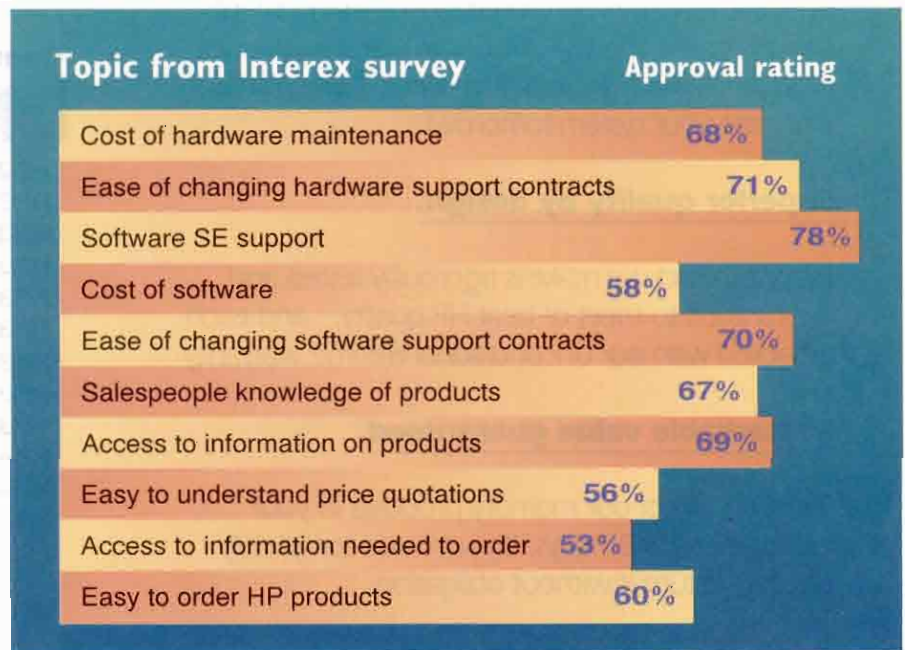 Topic from Interex survey Approval rating
Cost of hardware maintenance 68%
Ease of changing hardware support contracts 71%
Software SE support 78%
Cost of software 58%
Ease of changing software support contracts 70%
Salespeople knowledge of products 67%
Access to information on products 69%
Easy to understand price quotations 56%
Access to information needed to order 53%
Easy to order HP products 60%